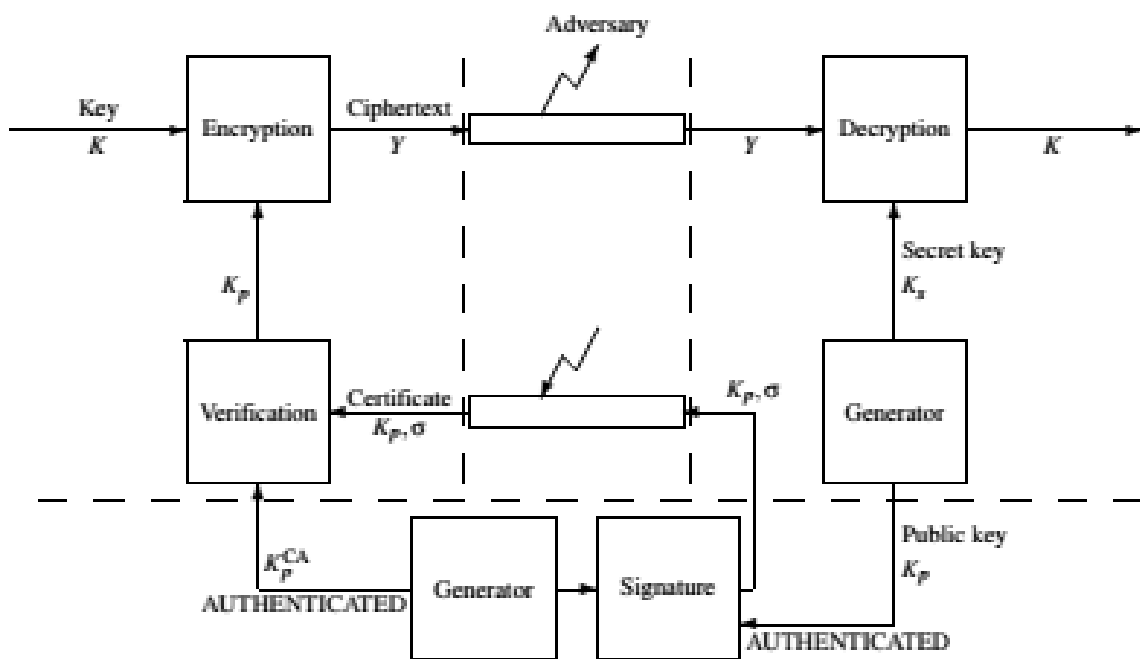 Adversary
Key
K
Encryption
Ciphertext
Y
Y
Decryption
K
Secret key
K_s
K_p
Verification
Certificate
K_p, σ
K_p, σ
Generator
Public key
K_p
K_p^CA
AUTHENTICATED
Generator
Signature
AUTHENTICATED